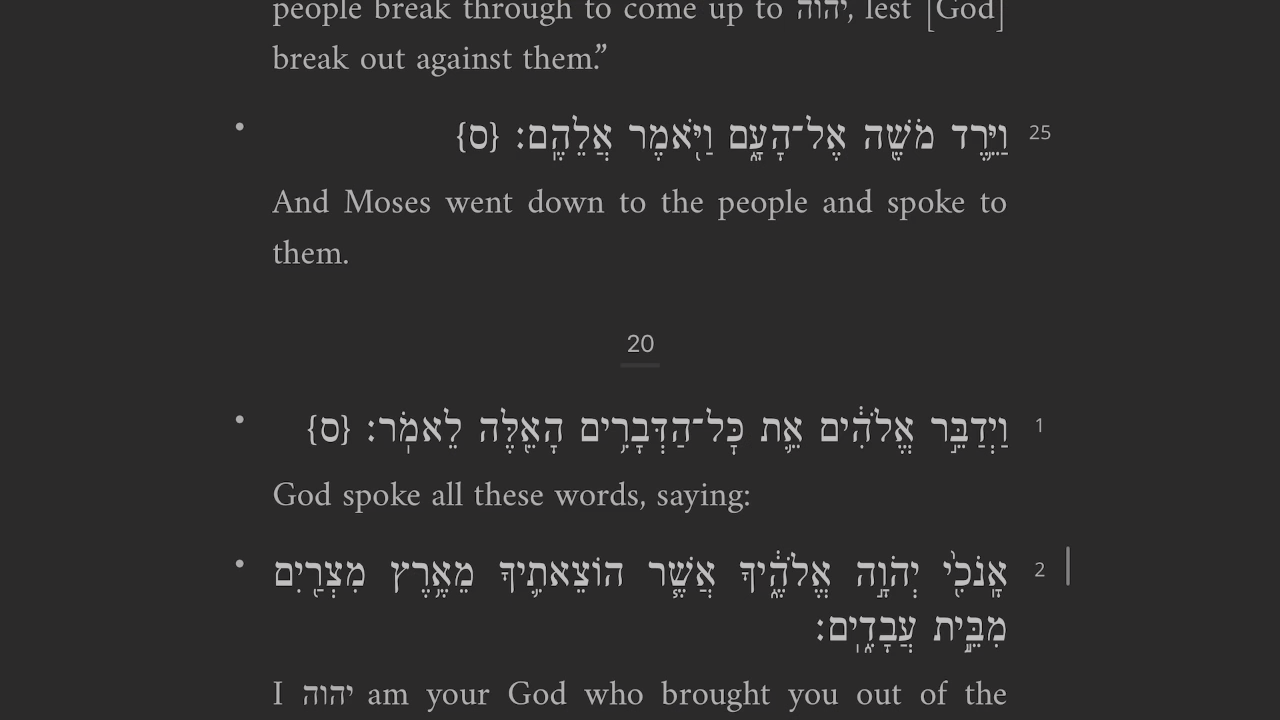 people break through to come up to יהוה, lest [God]
break out against them.”
25 וַיֵּ֥רֶד מֹשֶׁ֖ה אֶל־הָעָ֑ם וַיֹּ֖אמֶר אֲלֵהֶֽם׃ {ס}
And Moses went down to the people and spoke to
them.
20
1 וַיְדַבֵּ֣ר אֱלֹהִ֔ים אֵ֛ת כׇּל־הַדְּבָרִ֥ים הָאֵ֖לֶּה לֵאמֹֽר׃ {ס}
God spoke all these words, saying:
2 אָֽנֹכִ֖י֙ יְהֹוָ֣ה אֱלֹהֶ֑֔יךָ אֲשֶׁ֧ר הוֹצֵאתִ֛יךָ מֵאֶ֥רֶץ מִצְרַ֖יִם
מִבֵּ֣֥ית עֲבָדִ֑͏ֽים׃
I יהוה am your God who brought you out of the